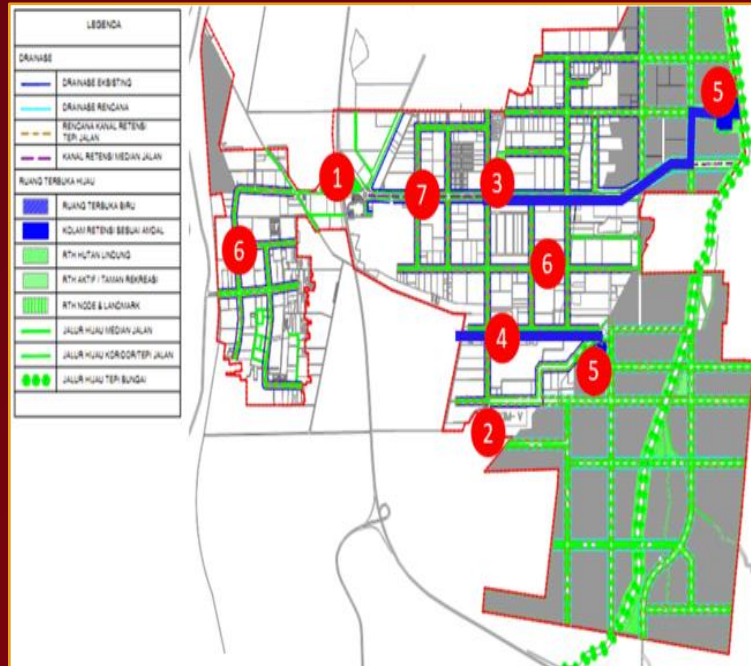 LEGENDA
DRAINASE
DRAINASE EKSISTING
DRAINASE RENCANA
RENCANA KANAL RETENSI
TEPI JALAN
KANAL RETENSI MEDIAN JALAN
RUANG TERBUKA HIJAU
RUANG TERBUKA BIRU
KOLAM RETENSI SESUAI AMDAL
RTH HUTAN LINDUNG
RTH AKTIF / TAMAN REKREASI
RTH NODE & LANDMARK
JALUR HIJAU MEDIAN JALAN
JALUR HIJAU KORIDOR/TEPI JALAN
JALUR HIJAU TEPI SUNGAI
5
1
3
7
6
6
4
5
2